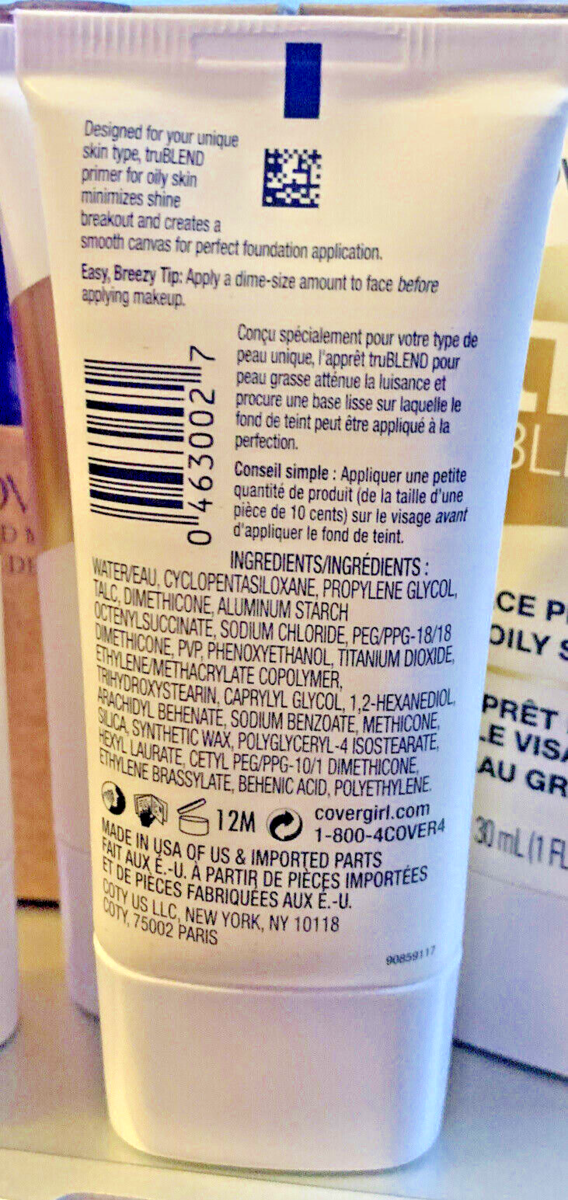 Designed for your unique
skin type, truBLEND
primer for oily skin
minimizes shine
breakout and creates a
smooth canvas for perfect foundation application.
Easy, Breezy Tip: Apply a dime-size amount to face before
applying makeup.
Conçu spécialement pour votre type de
peau unique, l'apprêt truBLEND pour
peau grasse atténue la luisance et
procure une base lisse sur laquelle le
fond de teint peut être appliqué à la
perfection.
Conseil simple : Appliquer une petite
quantité de produit (de la taille d'une
pièce de 10 cents) sur le visage avant
d'appliquer le fond de teint.
0 463002 7
INGREDIENTS/INGRÉDIENTS :
WATER/EAU, CYCLOPENTASILOXANE, PROPYLENE GLYCOL,
TALC, DIMETHICONE, ALUMINUM STARCH
OCTENYLSUCCINATE, SODIUM CHLORIDE, PEG/PPG-18/18
DIMETHICONE, PVP, PHENOXYETHANOL, TITANIUM DIOXIDE,
ETHYLENE/METHACRYLATE COPOLYMER,
TRIHYDROXYSTEARIN, CAPRYLYL GLYCOL, 1,2-HEXANEDIOL,
ARACHIDYL BEHENATE, SODIUM BENZOATE, METHICONE,
SILICA, SYNTHETIC WAX, POLYGLYCERYL-4 ISOSTEARATE,
HEXYL LAURATE, CETYL PEG/PPG-10/1 DIMETHICONE,
ETHYLENE BRASSYLATE, BEHENIC ACID, POLYETHYLENE.
12M
covergirl.com
1-800-4COVER4
MADE IN USA OF US & IMPORTED PARTS
FAIT AUX É.-U. À PARTIR DE PIÈCES IMPORTÉES
ET DE PIÈCES FABRIQUÉES AUX É.-U.
COTY US LLC, NEW YORK, NY 10118
COTY, 75002 PARIS
90859117
BLE
CE P
OILY S
PRÊT
LE VISA
AU GR
30 mL (1 FL